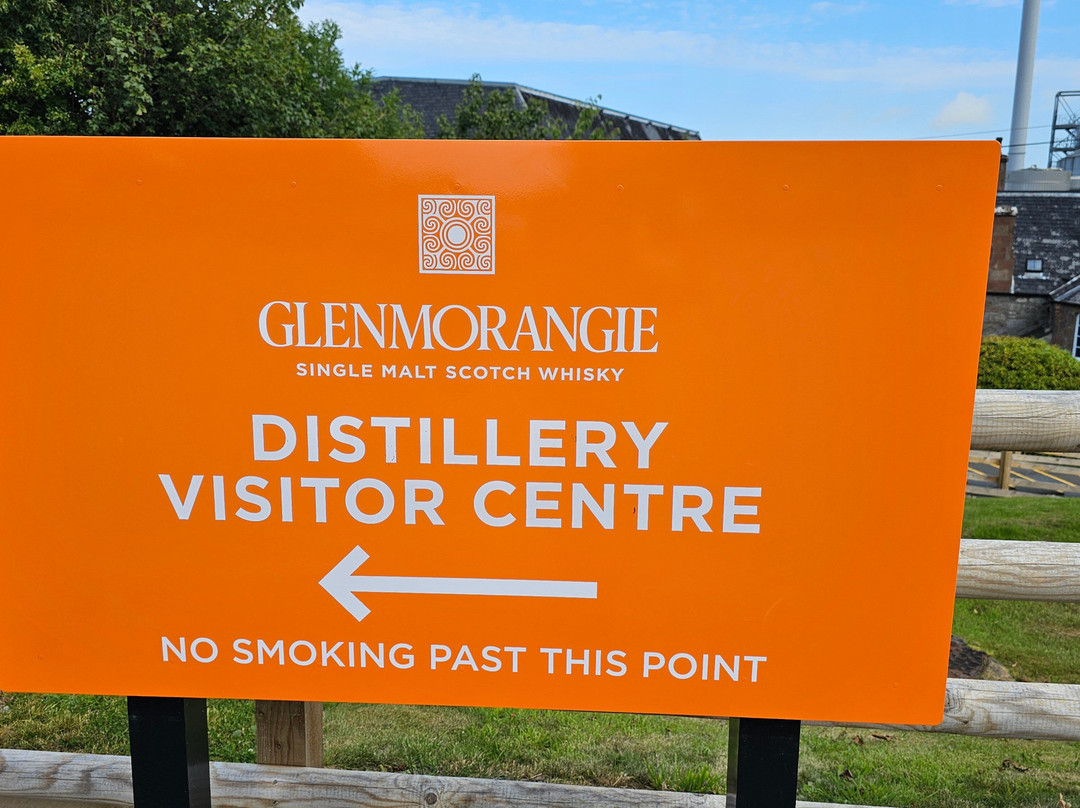 GLENMORANGIE
SINGLE MALT SCOTCH WHISKY
DISTILLERY
VISITOR CENTRE
NO SMOKING PAST THIS POINT